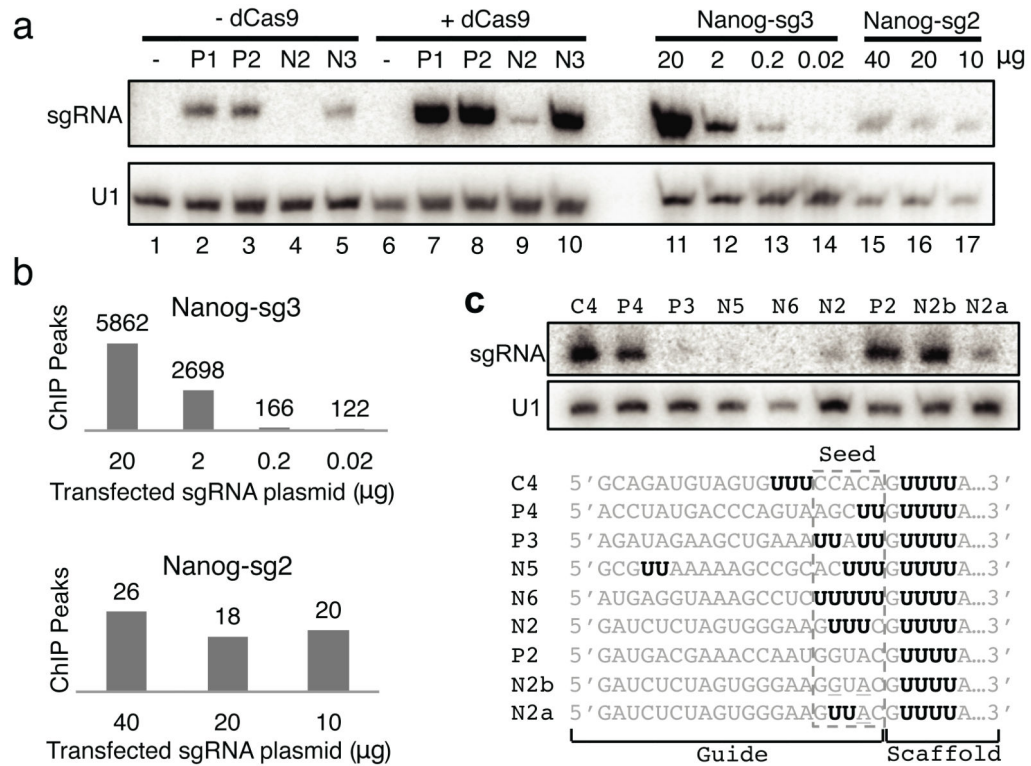 a
- dCas9
+ dCas9
Nanog-sg3
Nanog-sg2
- P1 P2 N2 N3 - P1 P2 N2 N3 20 2 0.2 0.02 40 20 10 µg
sgRNA
U1
1 2 3 4 5 6 7 8 9 10 11 12 13 14 15 16 17
b
Nanog-sg3
ChIP Peaks
5862
2698
166
122
20 2 0.2 0.02
Transfected sgRNA plasmid (µg)
Nanog-sg2
ChIP Peaks
26
18
20
40 20 10
Transfected sgRNA plasmid (µg)
c
C4 P4 P3 N5 N6 N2 P2 N2b N2a
sgRNA
U1
Seed
C4 5′GCAGAUGUAGUGUUUCCACAGUUUUA…3′
P4 5′ACCUAUGACCCAGUAAGCUUGUUUUA…3′
P3 5′AGAUAGAAGCUGAAAUUAUUGUUUUA…3′
N5 5′GCGUUAAAAAGCCGCACUUUGUUUUA…3′
N6 5′AUGAGGUAAAGCCUCUUUUUGUUUUA…3′
N2 5′GAUCUCUAGUGGGAAGUUUCGUUUUA…3′
P2 5′GAUGACGAAACCAAUGGUACGUUUUA…3′
N2b 5′GAUCUCUAGUGGGAAGGUACGUUUUA…3′
N2a 5′GAUCUCUAGUGGGAAGUUACGUUUUA…3′
Guide
Scaffold